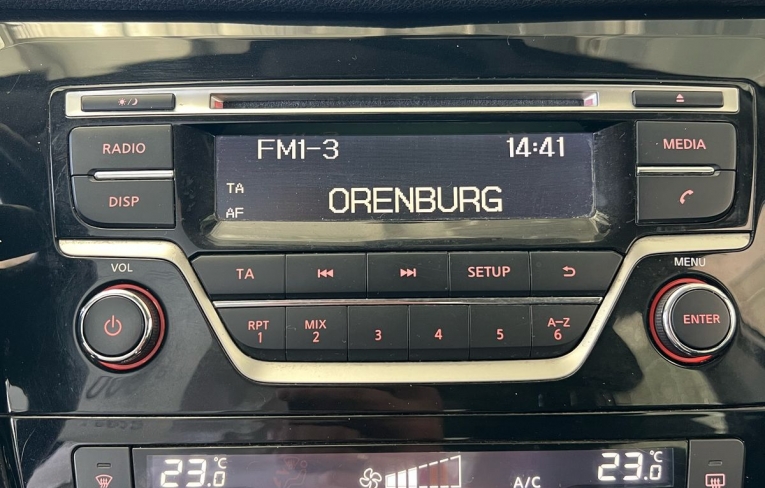 FM1-3 14:41
RADIO MEDIA
TA
AF ORENBURG
DISP
VOL TA SETUP MENU
RPT MIX A-Z
1 2 3 4 5 6
ENTER
23.0°C A/C 23.0°C